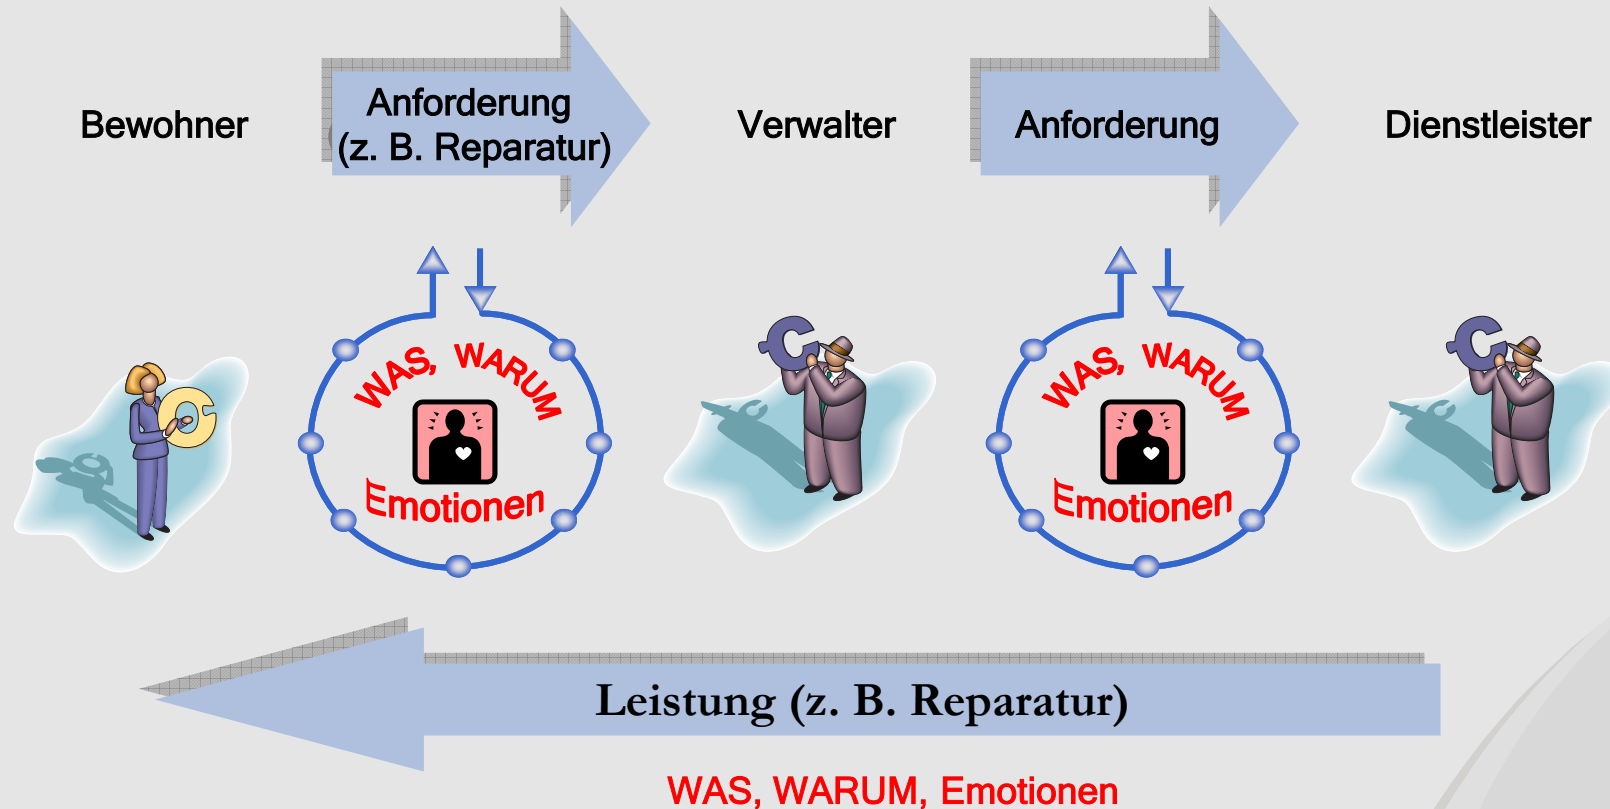 Bewohner
Anforderung
(z. B. Reparatur)
Verwalter
Anforderung
Dienstleister
WAS, WARUM
Emotionen
WAS, WARUM
Emotionen
Leistung (z. B. Reparatur)
WAS, WARUM, Emotionen